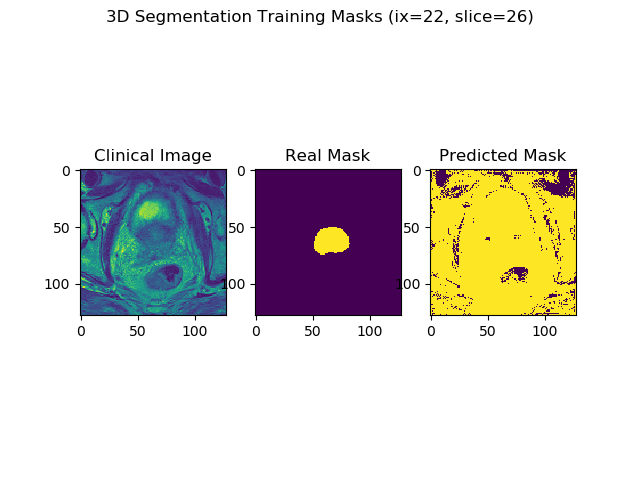 3D Segmentation Training Masks (ix=22, slice=26)
Clinical Image Real Mask Predicted Mask
0 0 0
50 50 50
100 100 100
0 50 100 0 50 100 0 50 100